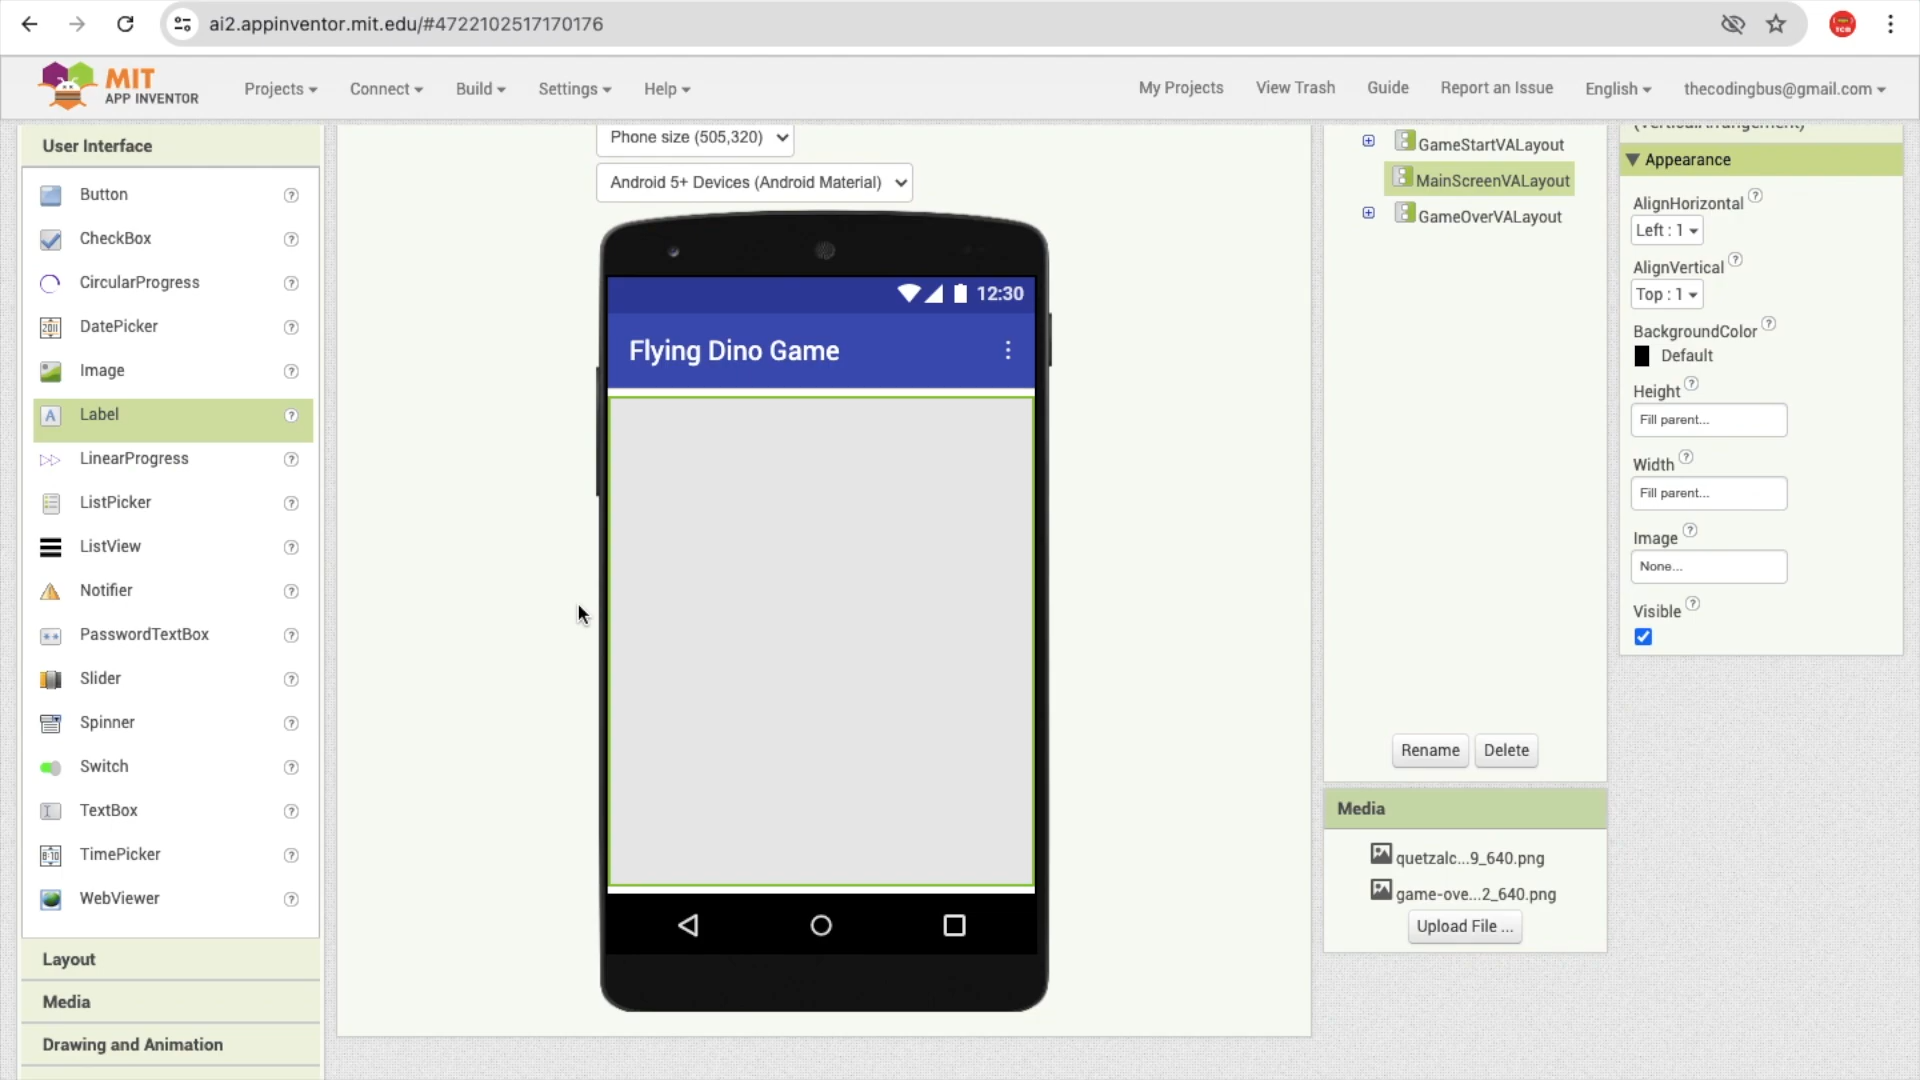 ai2.appinventor.mit.edu/#4722102517170176
MIT
APP INVENTOR
Projects
Connect
Build
Settings
Help
My Projects
View Trash
Guide
Report an Issue
English
thecodingbus@gmail.com
User Interface
Button
CheckBox
CircularProgress
DatePicker
Image
Label
LinearProgress
ListPicker
ListView
Notifier
PasswordTextBox
Slider
Spinner
Switch
TextBox
TimePicker
WebViewer
Layout
Media
Drawing and Animation
Phone size (505,320)
Android 5+ Devices (Android Material)
12:30
Flying Dino Game
GameStartVALayout
MainScreenVALayout
GameOverVALayout
Rename
Delete
Media
quetzalc...9_640.png
game-ove...2_640.png
Upload File ...
(VerticalArrangement)
Appearance
AlignHorizontal
Left : 1
AlignVertical
Top : 1
BackgroundColor
Default
Height
Fill parent...
Width
Fill parent...
Image
None...
Visible